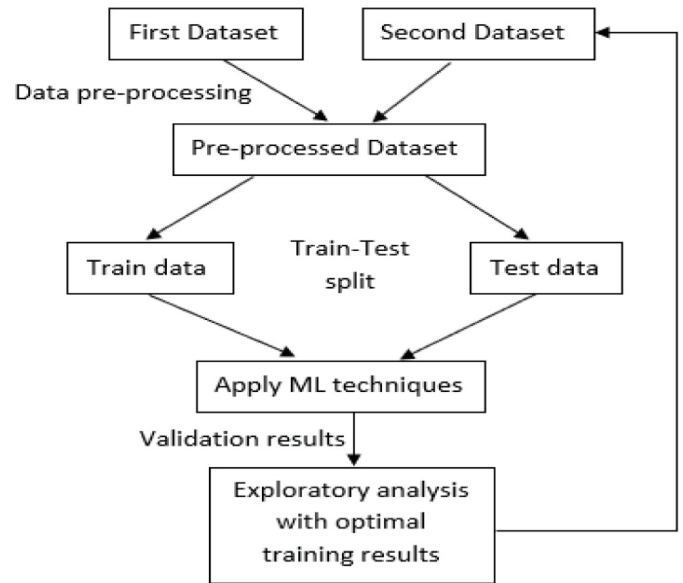 First Dataset
Second Dataset
Data pre-processing
Pre-processed Dataset
Train data
Train-Test
split
Test data
Apply ML techniques
Validation results
Exploratory analysis
with optimal
training results